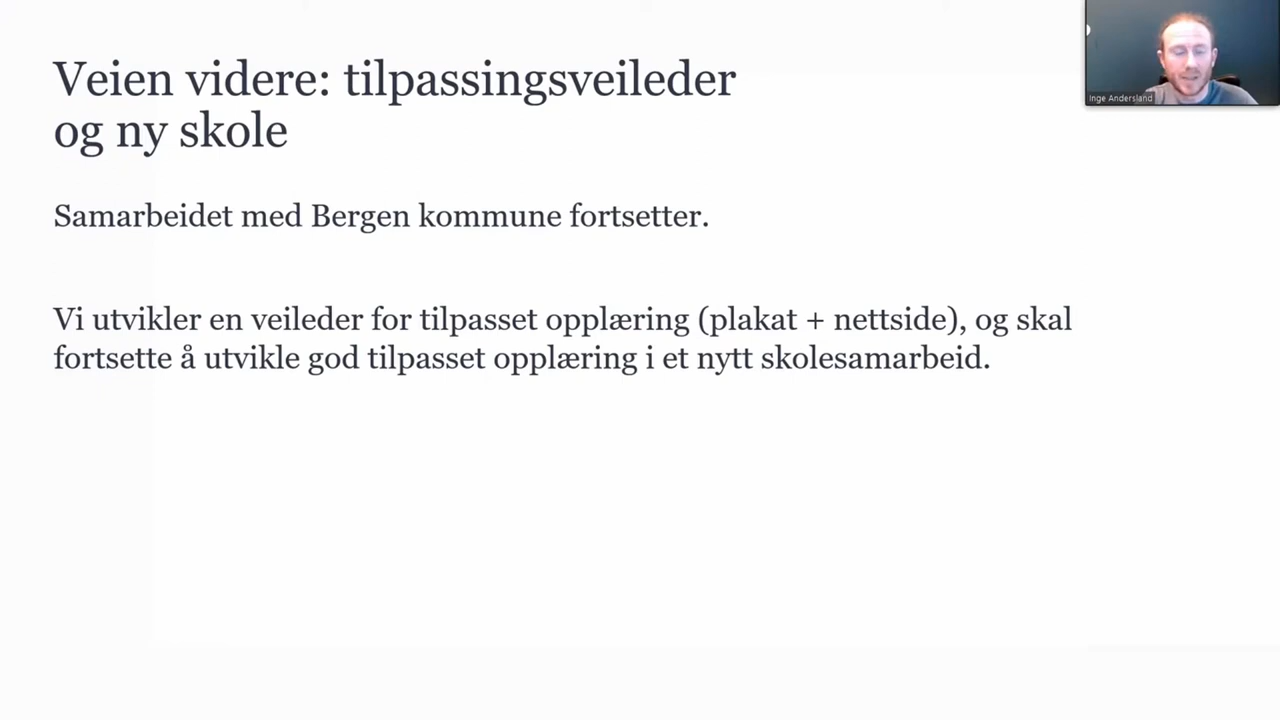 Veien videre: tilpassingsveileder
og ny skole
Samarbeidet med Bergen kommune fortsetter.
Vi utvikler en veileder for tilpasset opplæring (plakat + nettside), og skal
fortsette å utvikle god tilpasset opplæring i et nytt skolesamarbeid.
Inge Andersland